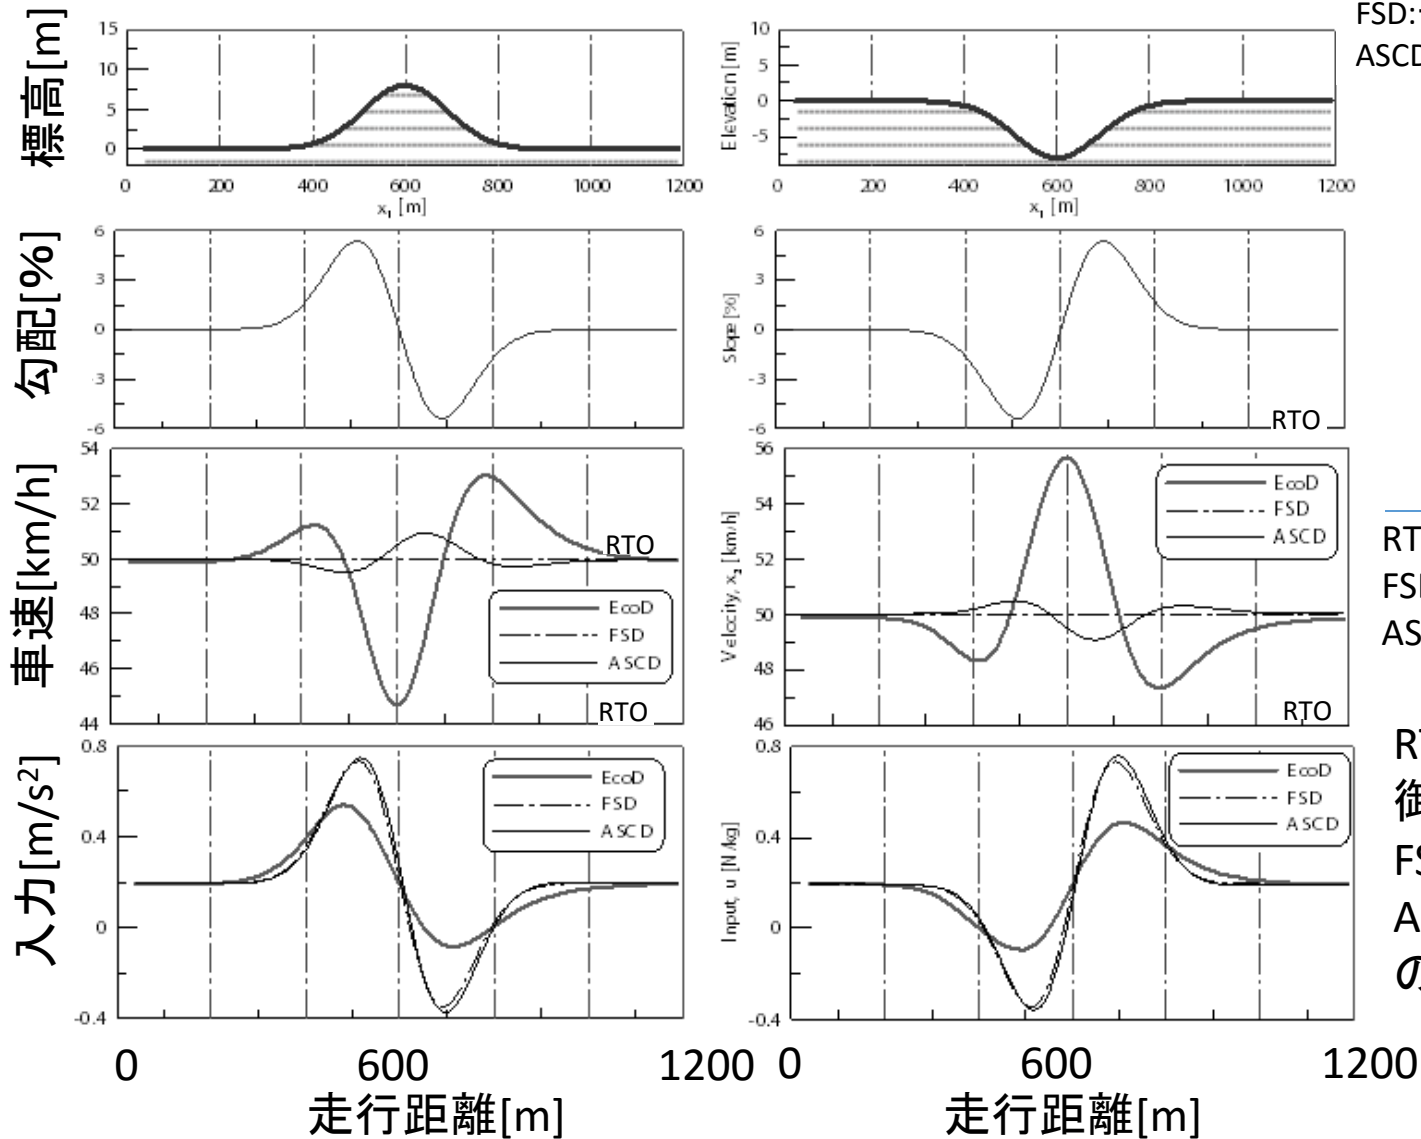 標高[m]
15
10
5
0
0 200 400 600 800 1000 1200
x₁ [m]
Elevation [m]
10
5
0
-5
0 200 400 600 800 1000 1200
x₁ [m]
FSD:
ASCD
勾配[%]
6
3
0
-3
-6
Slope [%]
6
3
0
-3
-6
RTO
車速[km/h]
54
52
50
48
46
44
RTO
EcoD
FSD
ASCD
RTO
Velocity, x₂ [km/h]
56
54
52
50
48
46
EcoD
FSD
ASCD
RTO
RT
FS
AS
入力[m/s²]
0.8
0.4
0
-0.4
EcoD
FSD
ASCD
Input, u [N/kg]
0.8
0.4
0
-0.4
EcoD
FSD
ASCD
御
FS
A
の
0 600 1200
走行距離[m]
0 600 1200
走行距離[m]